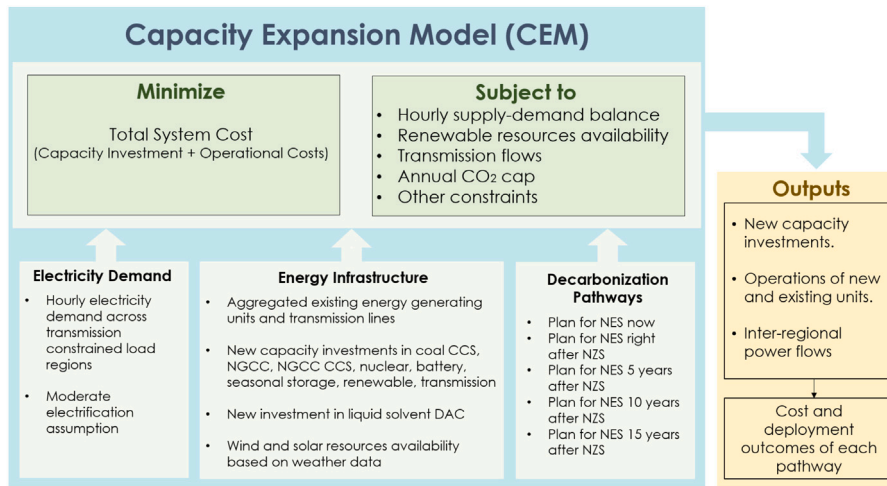 Capacity Expansion Model (CEM)
Minimize
Total System Cost
(Capacity Investment + Operational Costs)
Subject to
• Hourly supply-demand balance
• Renewable resources availability
• Transmission flows
• Annual CO₂ cap
• Other constraints
Electricity Demand
• Hourly electricity
demand across
transmission
constrained load
regions
• Moderate
electrification
assumption
Energy Infrastructure
• Aggregated existing energy generating
units and transmission lines
• New capacity investments in coal CCS,
NGCC, NGCC CCS, nuclear, battery,
seasonal storage, renewable, transmission
• New investment in liquid solvent DAC
• Wind and solar resources availability
based on weather data
Decarbonization
Pathways
• Plan for NES now
• Plan for NES right
after NZS
• Plan for NES 5 years
after NZS
• Plan for NES 10 years
after NZS
• Plan for NES 15 years
after NZS
Outputs
• New capacity
investments.
• Operations of new
and existing units.
• Inter-regional
power flows
Cost and
deployment
outcomes of each
pathway